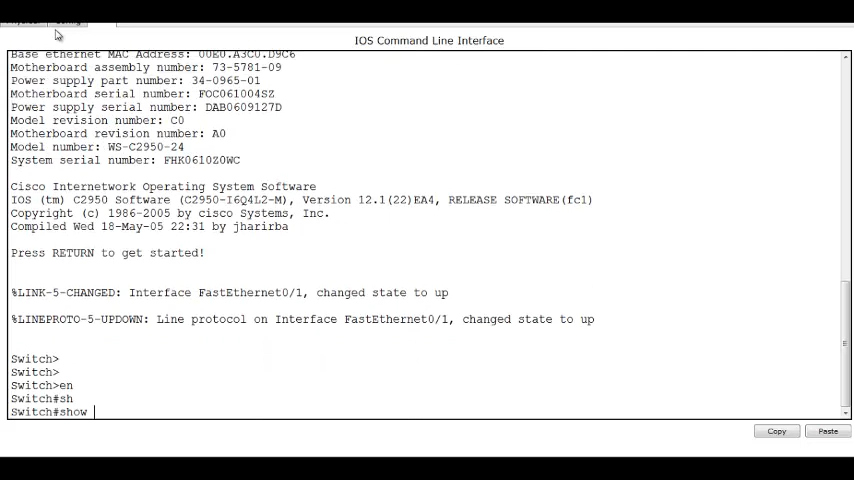 Physical Config
IOS Command Line Interface
Base ethernet MAC Address: 00E0.A3C0.D9C6
Motherboard assembly number: 73-5781-09
Power supply part number: 34-0965-01
Motherboard serial number: FOC061004SZ
Power supply serial number: DAB0609127D
Model revision number: C0
Motherboard revision number: A0
Model number: WS-C2950-24
System serial number: FHK0610Z0WC
Cisco Internetwork Operating System Software
IOS (tm) C2950 Software (C2950-I6Q4L2-M), Version 12.1(22)EA4, RELEASE SOFTWARE(fc1)
Copyright (c) 1986-2005 by cisco Systems, Inc.
Compiled Wed 18-May-05 22:31 by jharirba
Press RETURN to get started!
%LINK-5-CHANGED: Interface FastEthernet0/1, changed state to up
%LINEPROTO-5-UPDOWN: Line protocol on Interface FastEthernet0/1, changed state to up
Switch>
Switch>
Switch>en
Switch#sh
Switch#show
Copy Paste